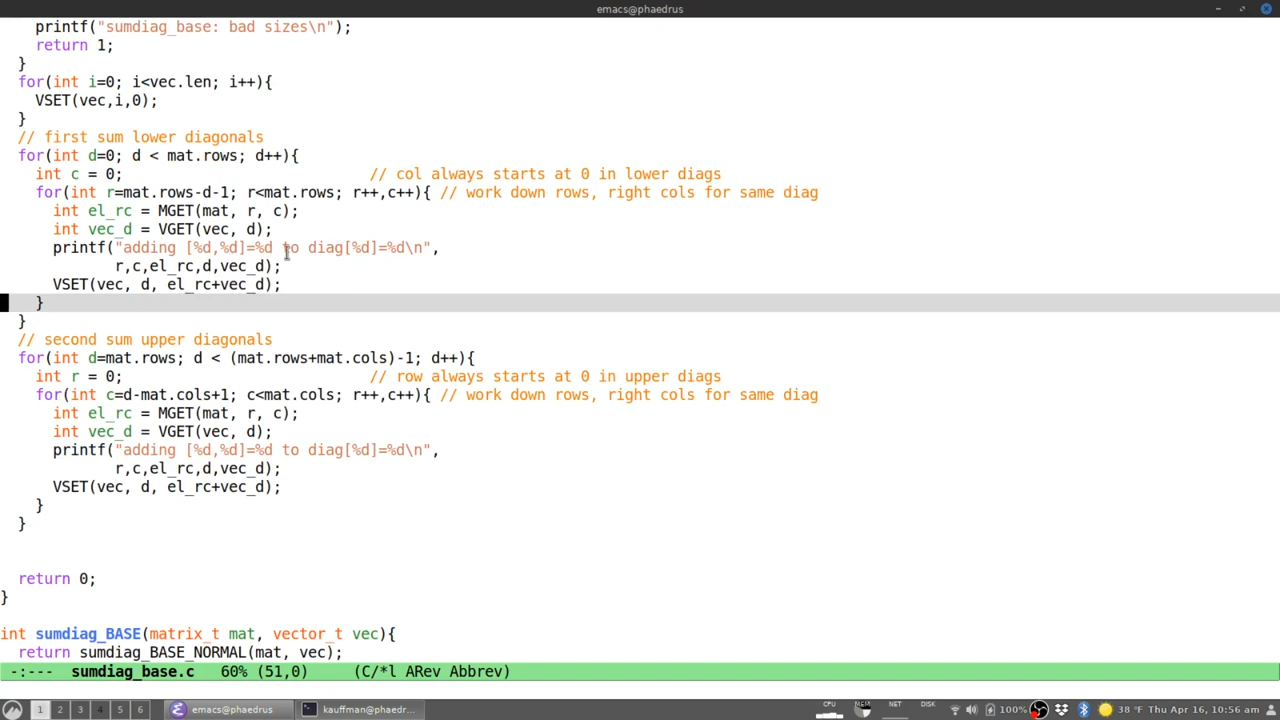 emacs@phaedrus
    printf("sumdiag_base: bad sizes\n");
    return 1;
  }
  for(int i=0; i<vec.len; i++){
    VSET(vec,i,0);
  }
  // first sum lower diagonals
  for(int d=0; d < mat.rows; d++){
    int c = 0;                            // col always starts at 0 in lower diags
    for(int r=mat.rows-d-1; r<mat.rows; r++,c++){ // work down rows, right cols for same diag
      int el_rc = MGET(mat, r, c);
      int vec_d = VGET(vec, d);
      printf("adding [%d,%d]=%d to diag[%d]=%d\n",
             r,c,el_rc,d,vec_d);
      VSET(vec, d, el_rc+vec_d);
    }
  }
  // second sum upper diagonals
  for(int d=mat.rows; d < (mat.rows+mat.cols)-1; d++){
    int r = 0;                            // row always starts at 0 in upper diags
    for(int c=d-mat.cols+1; c<mat.cols; r++,c++){ // work down rows, right cols for same diag
      int el_rc = MGET(mat, r, c);
      int vec_d = VGET(vec, d);
      printf("adding [%d,%d]=%d to diag[%d]=%d\n",
             r,c,el_rc,d,vec_d);
      VSET(vec, d, el_rc+vec_d);
    }
  }
  return 0;
}
int sumdiag_BASE(matrix_t mat, vector_t vec){
  return sumdiag_BASE_NORMAL(mat, vec);
-:---  sumdiag_base.c   60% (51,0)     (C/*l ARev Abbrev)
1 2 3 4 5 6 emacs@phaedrus kauffman@phaedr... CPU MEM NET DISK 100% 38 °F Thu Apr 16, 10:56 am